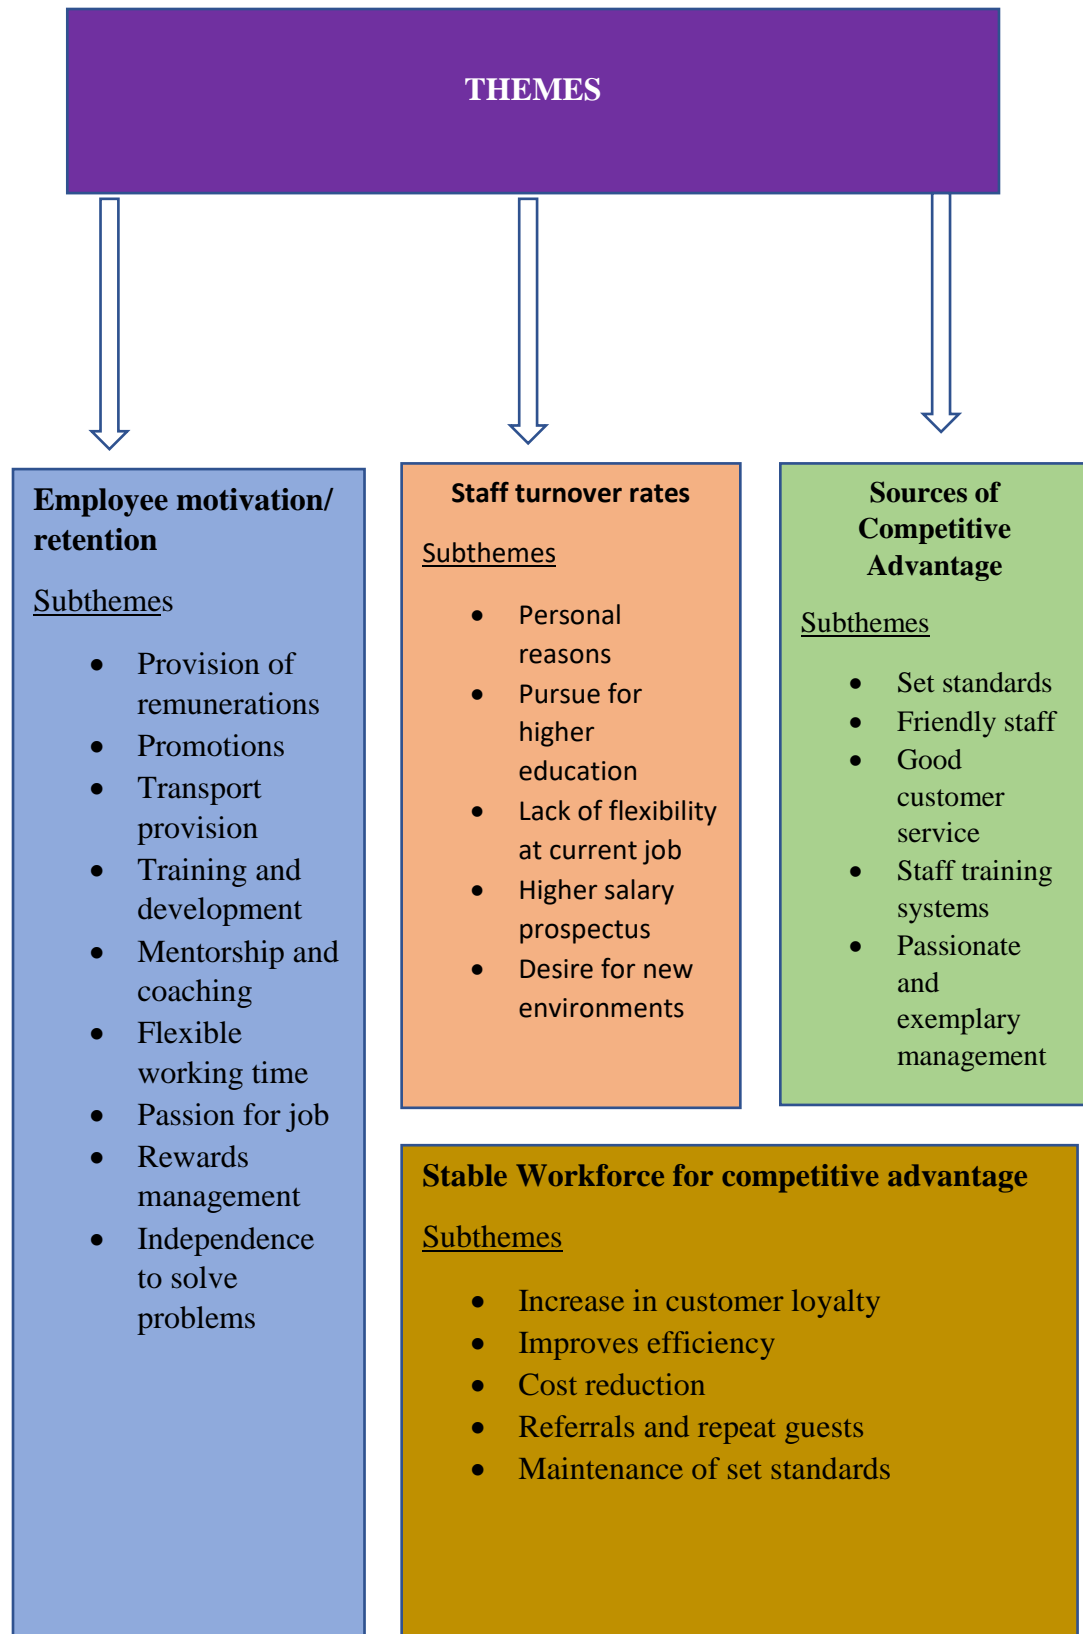 THEMES
Employee motivation/
retention
Subthemes
• Provision of
remunerations
• Promotions
• Transport
provision
• Training and
development
• Mentorship and
coaching
• Flexible
working time
• Passion for job
• Rewards
management
• Independence
to solve
problems
Staff turnover rates
Subthemes
• Personal
reasons
• Pursue for
higher
education
• Lack of flexibility
at current job
• Higher salary
prospectus
• Desire for new
environments
Sources of
Competitive
Advantage
Subthemes
• Set standards
• Friendly staff
• Good
customer
service
• Staff training
systems
• Passionate
and
exemplary
management
Stable Workforce for competitive advantage
Subthemes
• Increase in customer loyalty
• Improves efficiency
• Cost reduction
• Referrals and repeat guests
• Maintenance of set standards